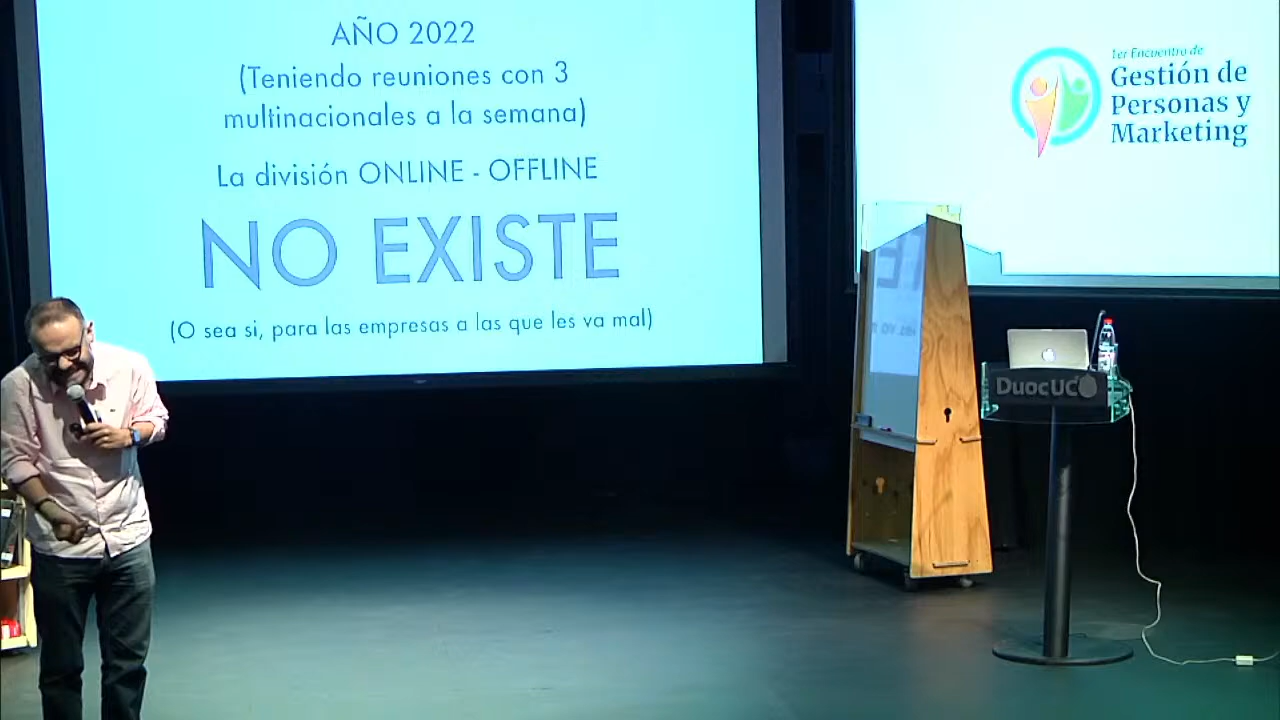 AÑO 2022
(Teniendo reuniones con 3
multinacionales a la semana)
La división ONLINE - OFFLINE
NO EXISTE
(O sea si, para las empresas a las que les va mal)
1er Encuentro de
Gestión de
Personas y
Marketing
DuocUC